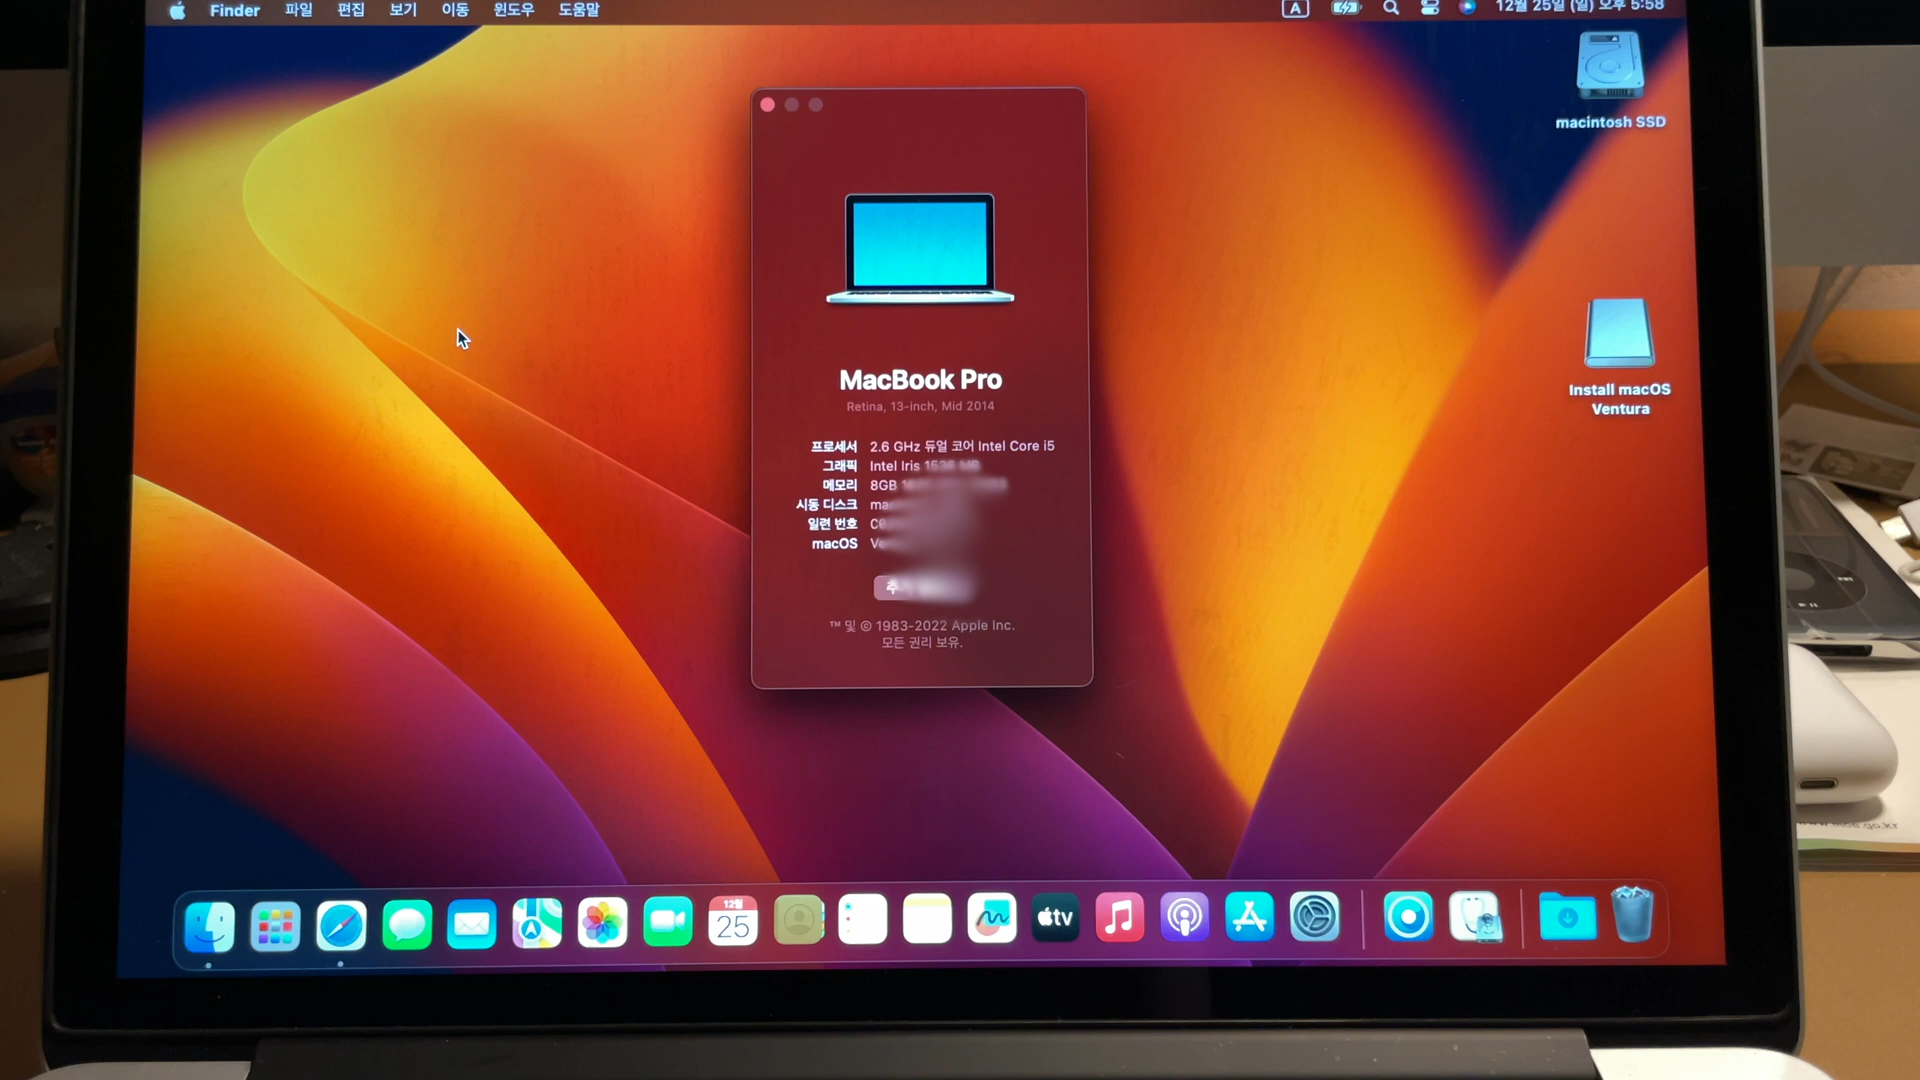 Finder 파일 편집 보기 이동 윈도우 도움말 A 12월 25일 (일) 오후 5:58
macintosh SSD
MacBook Pro
Retina, 13-inch, Mid 2014
프로세서 2.6 GHz 듀얼 코어 Intel Core i5
그래픽 Intel Iris 1536 MB
메모리 8GB
시동 디스크
일련 번호
macOS
™ 및 © 1983-2022 Apple Inc.
모든 권리 보유.
Install macOS
Ventura
12월
25
tv